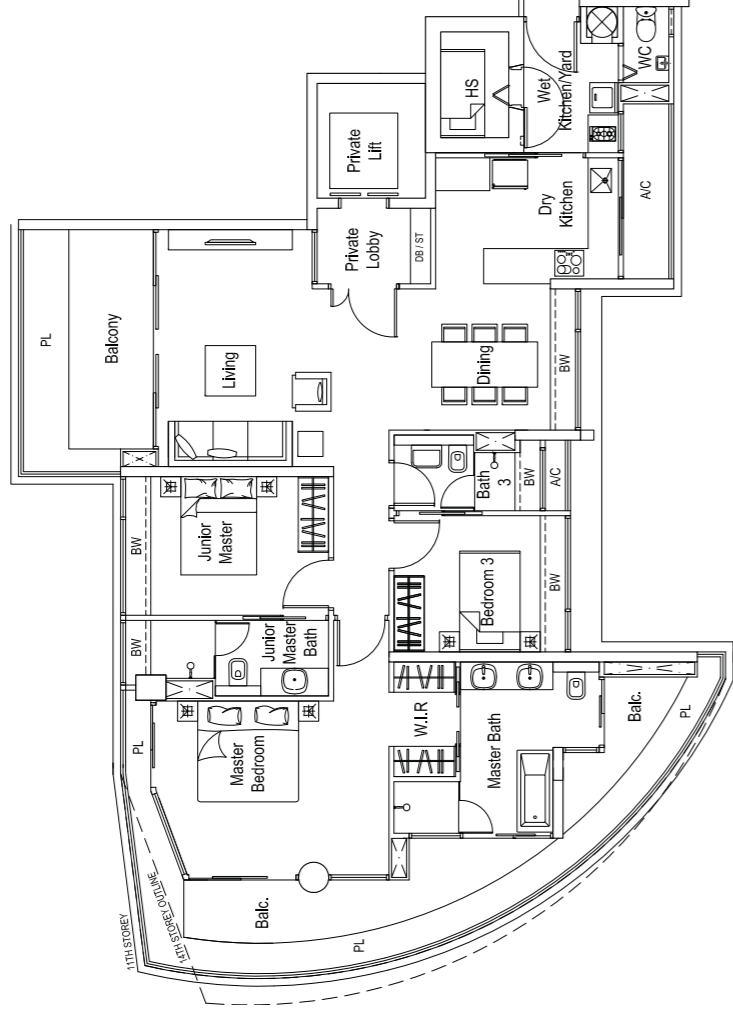 WC
Wet
Kitchen/Yard
HS
Private
Lift
A/C
Dry
Kitchen
Private
Lobby
DB / ST
PL
Balcony
Living
Dining
BW
Bath
3
BW
A/C
Junior
Master
BW
Bedroom 3
BW
BW
Junior
Master
Bath
W.I.R
Master Bath
Balc.
PL
PL
Master
Bedroom
Balc.
PL
11TH STOREY
14TH STOREY OUTLINE